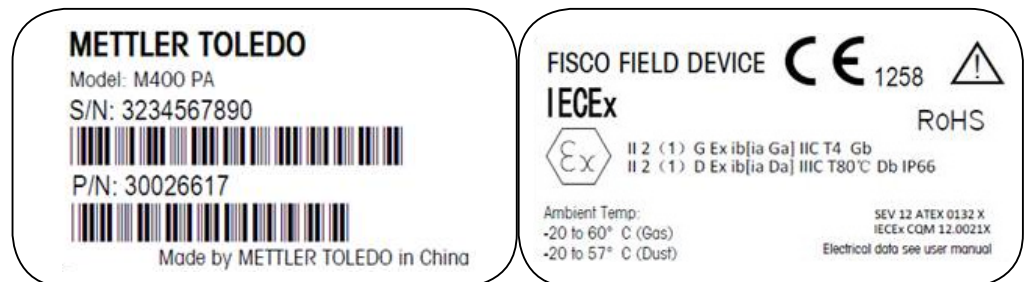 METTLER TOLEDO
Model: M400 PA
S/N: 3234567890
P/N: 30026617
Made by METTLER TOLEDO in China
FISCO FIELD DEVICE CE 1258
IECEx
RoHS
Ex
II 2 (1) G Ex ib[ia Ga] IIC T4 Gb
II 2 (1) D Ex ib[ia Da] IIIC T80℃ Db IP66
Ambient Temp:
-20 to 60° C (Gas)
-20 to 57° C (Dust)
SEV 12 ATEX 0132 X
IECEx CQM 12.0021X
Electrical data see user manual